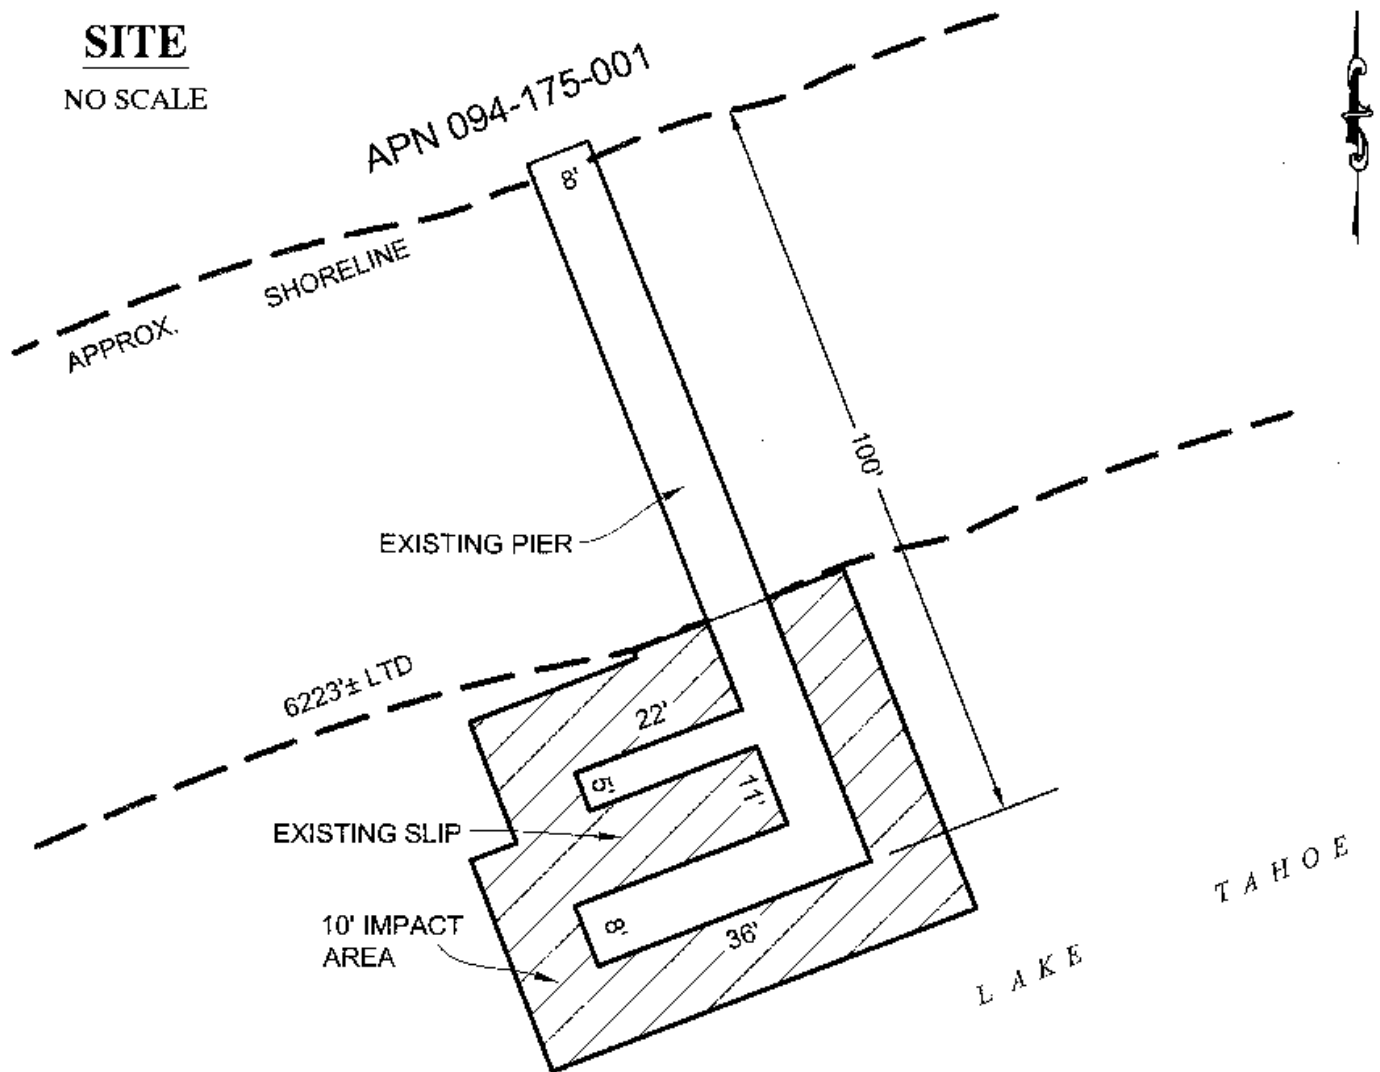 SITE
NO SCALE
APN 094-175-001
8'
APPROX. SHORELINE
100'
EXISTING PIER
6223'± LTD
22'
5'
11'
EXISTING SLIP
8'
36'
10' IMPACT
AREA
LAKE TAHOE